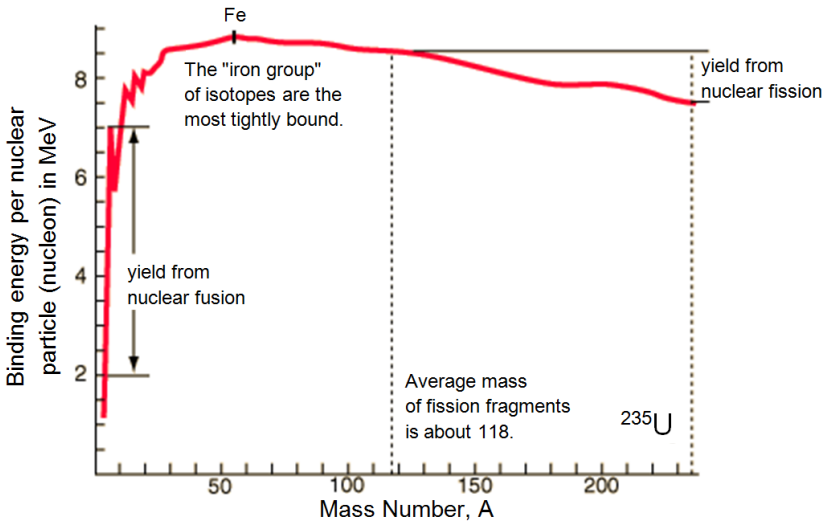 Fe
The "iron group"
of isotopes are the
most tightly bound.
yield from
nuclear fission
8
6
4
2
Binding energy per nuclear
particle (nucleon) in MeV
yield from
nuclear fusion
Average mass
of fission fragments
is about 118.
235U
50
100
150
200
Mass Number, A